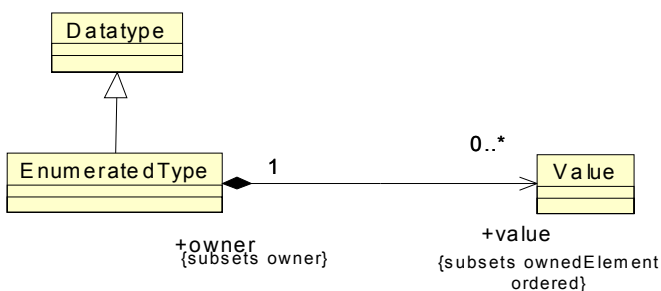 Datatype
EnumeratedType
1
0..*
Value
+owner
{subsets owner}
+value
{subsets ownedElement
ordered}